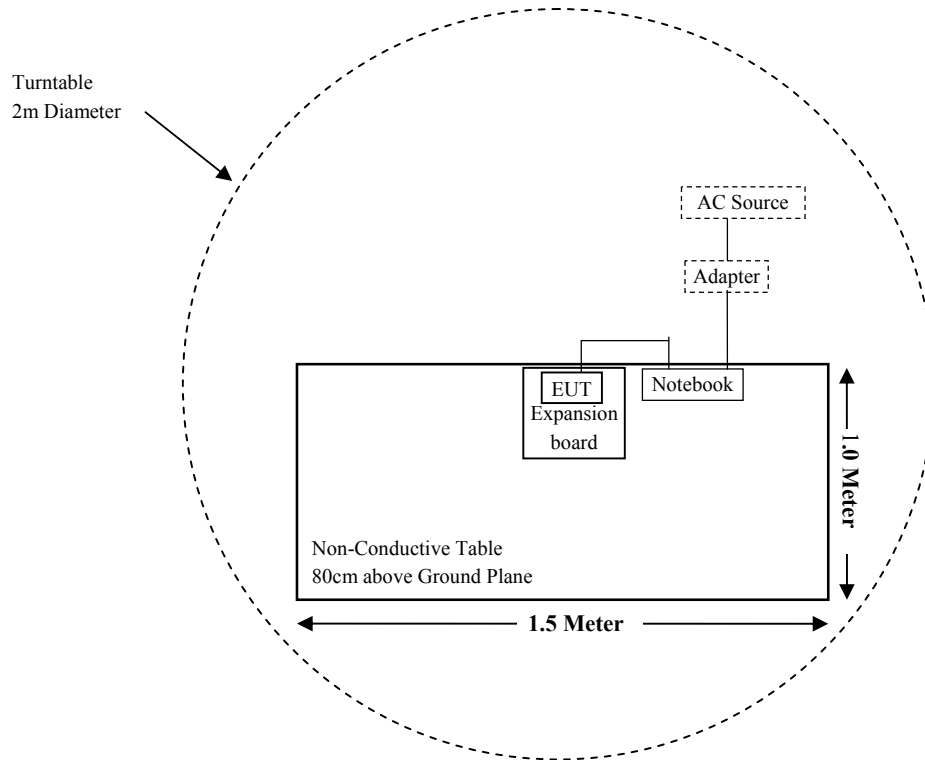 Turntable
2m Diameter
AC Source
Adapter
EUT
Notebook
Expansion
board
1.0 Meter
Non-Conductive Table
80cm above Ground Plane
1.5 Meter